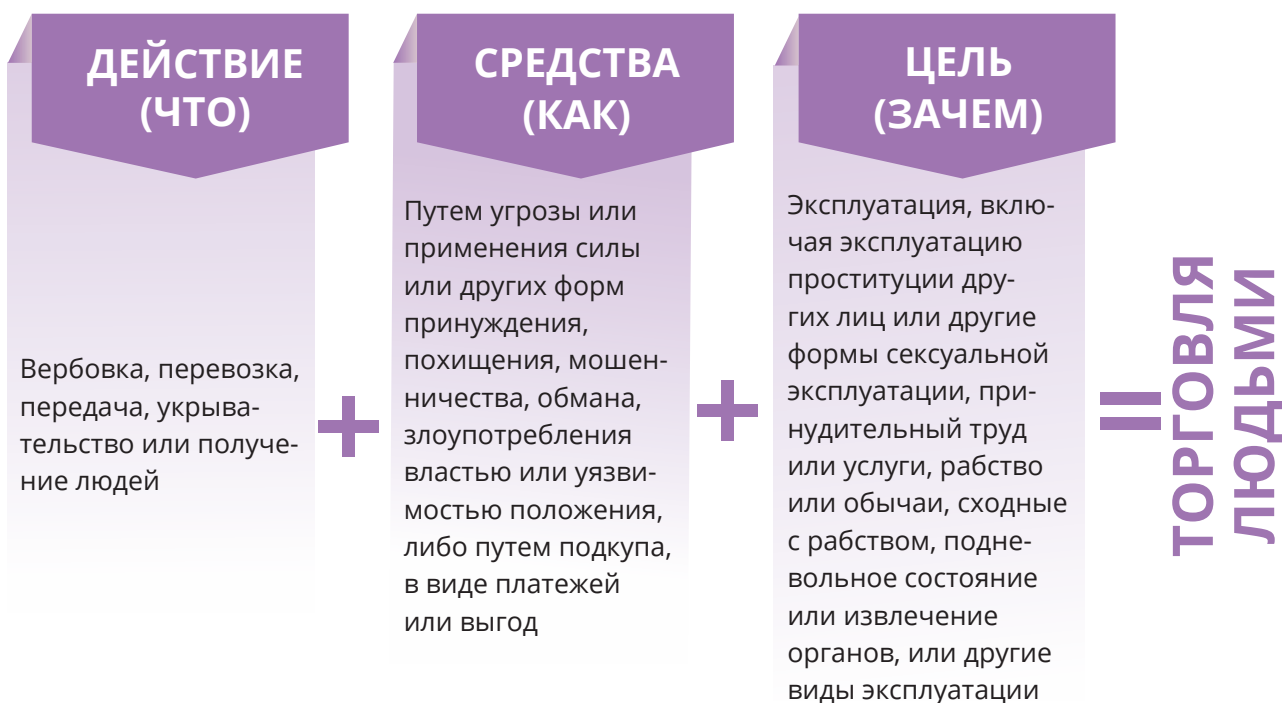 ДЕЙСТВИЕ
(ЧТО)
Вербовка, перевозка,
передача, укрыва-
тельство или получе-
ние людей
+
СРЕДСТВА
(КАК)
Путем угрозы или
применения силы
или других форм
принуждения,
похищения, мошен-
ничества, обмана,
злоупотребления
властью или уязви-
мостью положения,
либо путем подкупа,
в виде платежей
или выгод
+
ЦЕЛЬ
(ЗАЧЕМ)
Эксплуатация, вклю-
чая эксплуатацию
проституции дру-
гих лиц или другие
формы сексуальной
эксплуатации, при-
нудительный труд
или услуги, рабство
или обычаи, сходные
с рабством, подне-
вольное состояние
или извлечение
органов, или другие
виды эксплуатации
=
ТОРГОВЛЯ
ЛЮДЬМИ